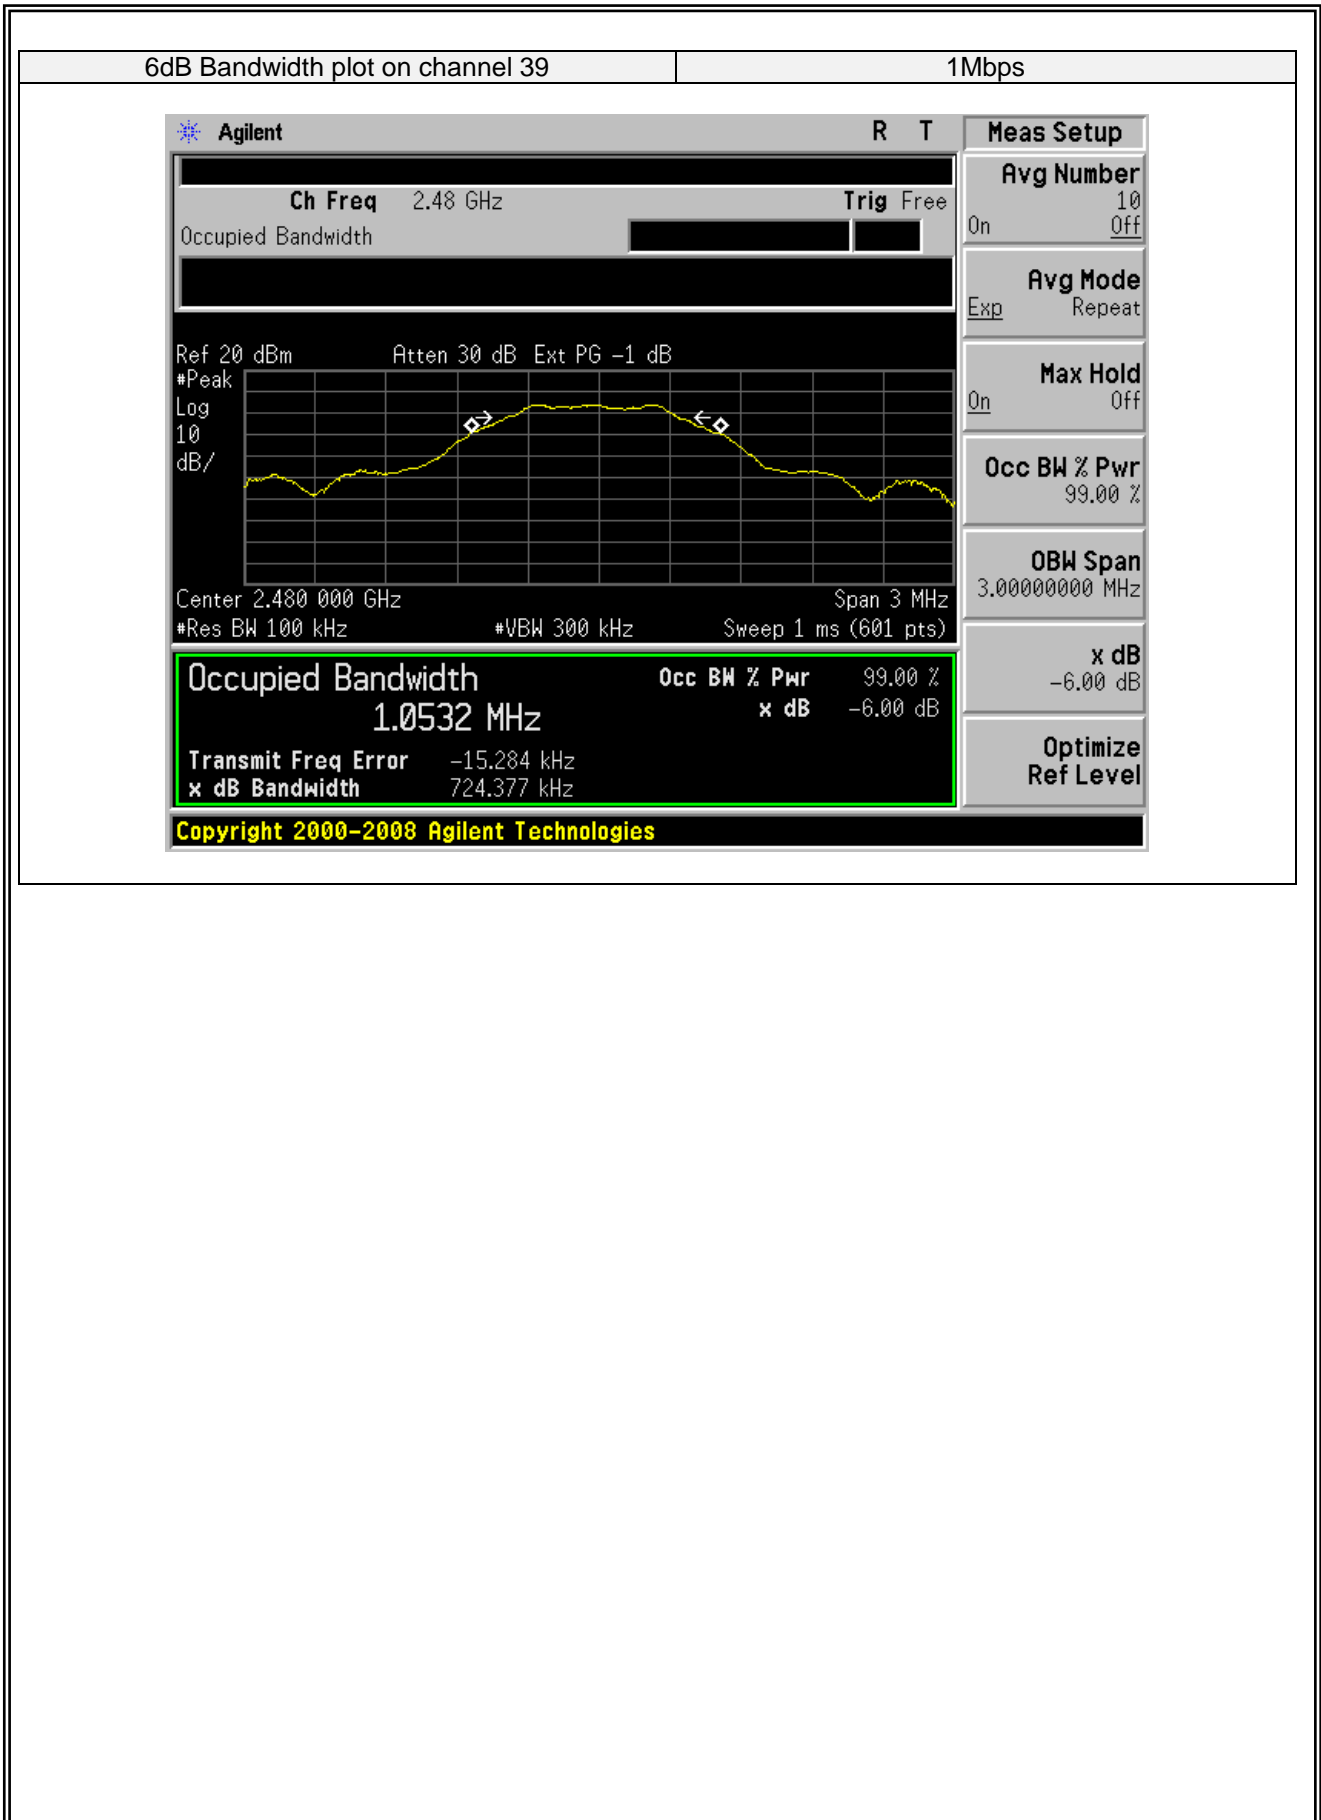 6dB Bandwidth plot on channel 39 1Mbps
Agilent R T
Ch Freq 2.48 GHz Trig Free
Occupied Bandwidth
Ref 20 dBm Atten 30 dB Ext PG -1 dB
#Peak
Log
10
dB/
Center 2.480 000 GHz Span 3 MHz
#Res BW 100 kHz #VBW 300 kHz Sweep 1 ms (601 pts)
Occupied Bandwidth Occ BW % Pwr 99.00 %
1.0532 MHz x dB -6.00 dB
Transmit Freq Error -15.284 kHz
x dB Bandwidth 724.377 kHz
Copyright 2000-2008 Agilent Technologies
Meas Setup
Avg Number
10
On Off
Avg Mode
Exp Repeat
Max Hold
On Off
Occ BW % Pwr
99.00 %
OBW Span
3.00000000 MHz
x dB
-6.00 dB
Optimize
Ref Level